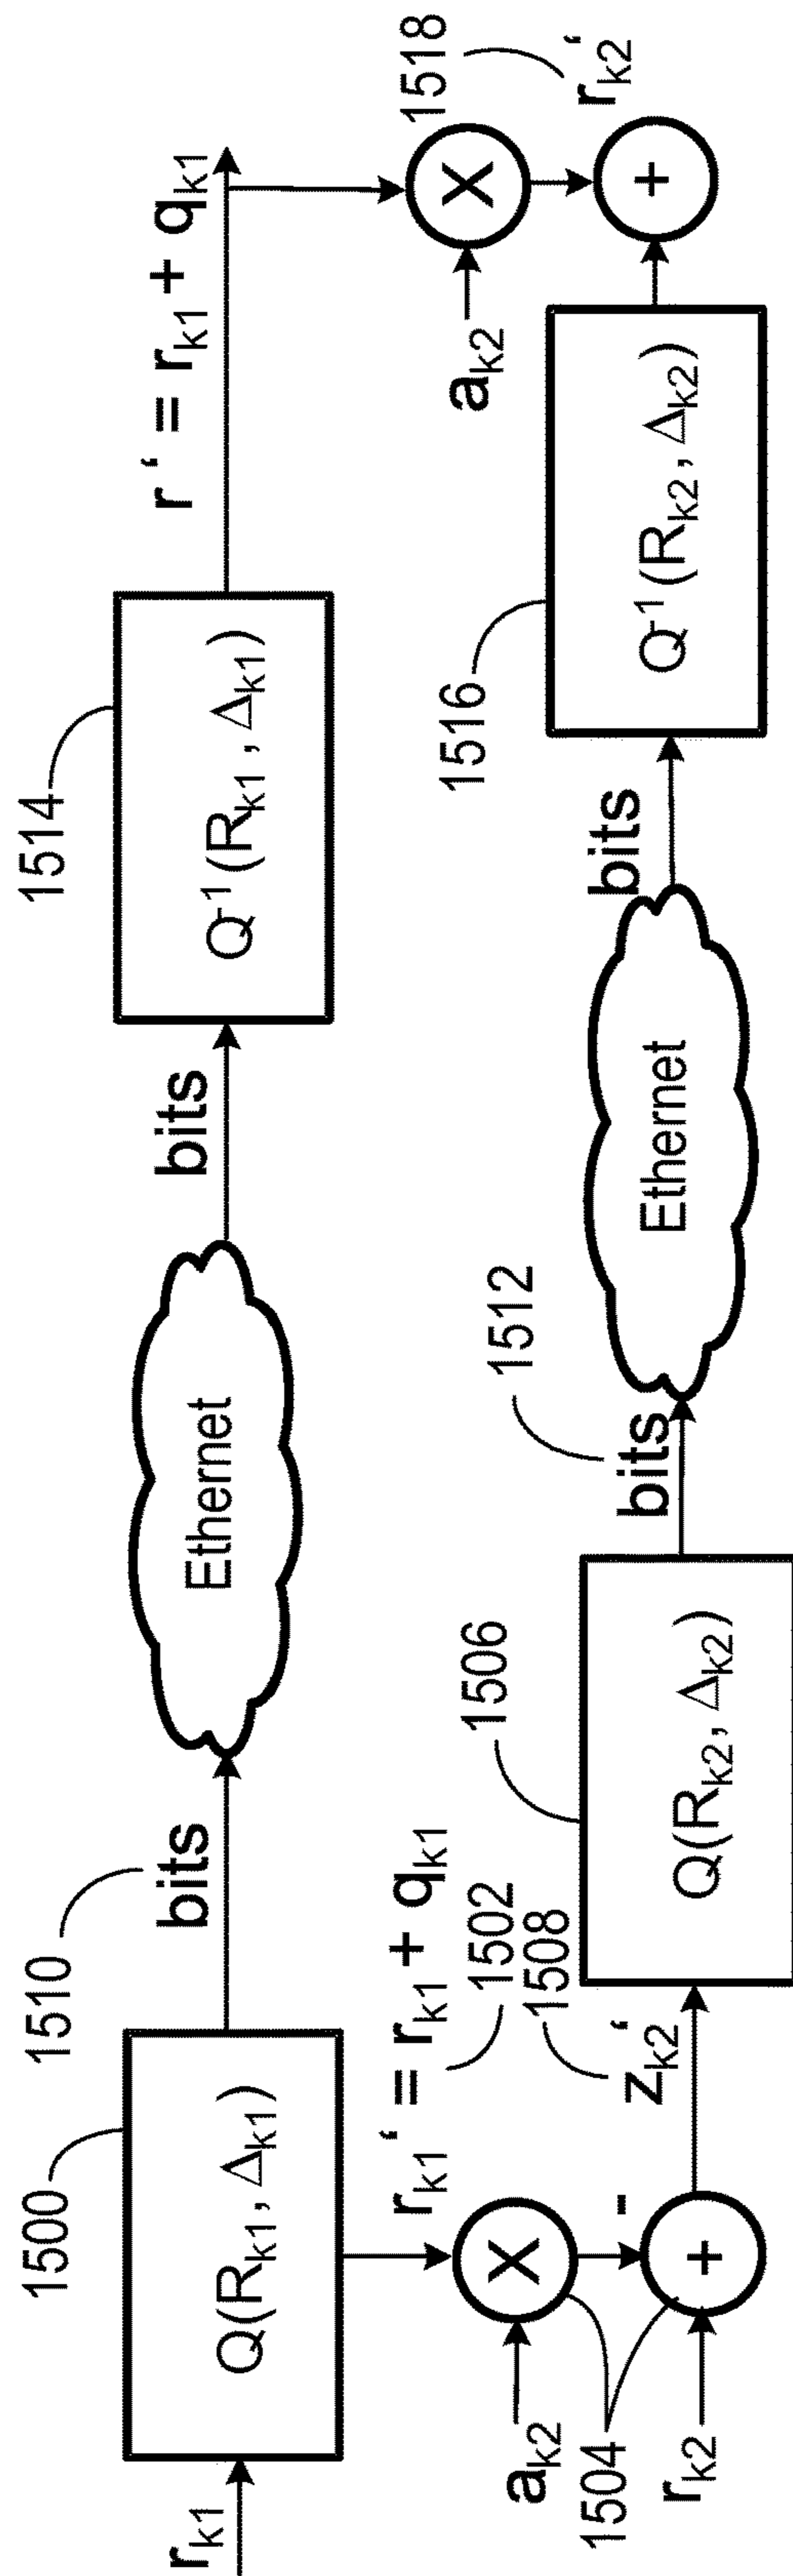 r_k1
1500
Q(R_k1, Δ_k1)
1510
bits
Ethernet
bits
1514
Q⁻¹(R_k1, Δ_k1)
r ‘ = r_k1 + q_k1
r_k1‘ = r_k1 + q_k1
1502
a_k2
X
1504
r_k2
+
-
1508
z_k2‘
1506
Q(R_k2, Δ_k2)
1512
bits
Ethernet
bits
1516
Q⁻¹(R_k2, Δ_k2)
a_k2
X
1518
+
r_k2‘